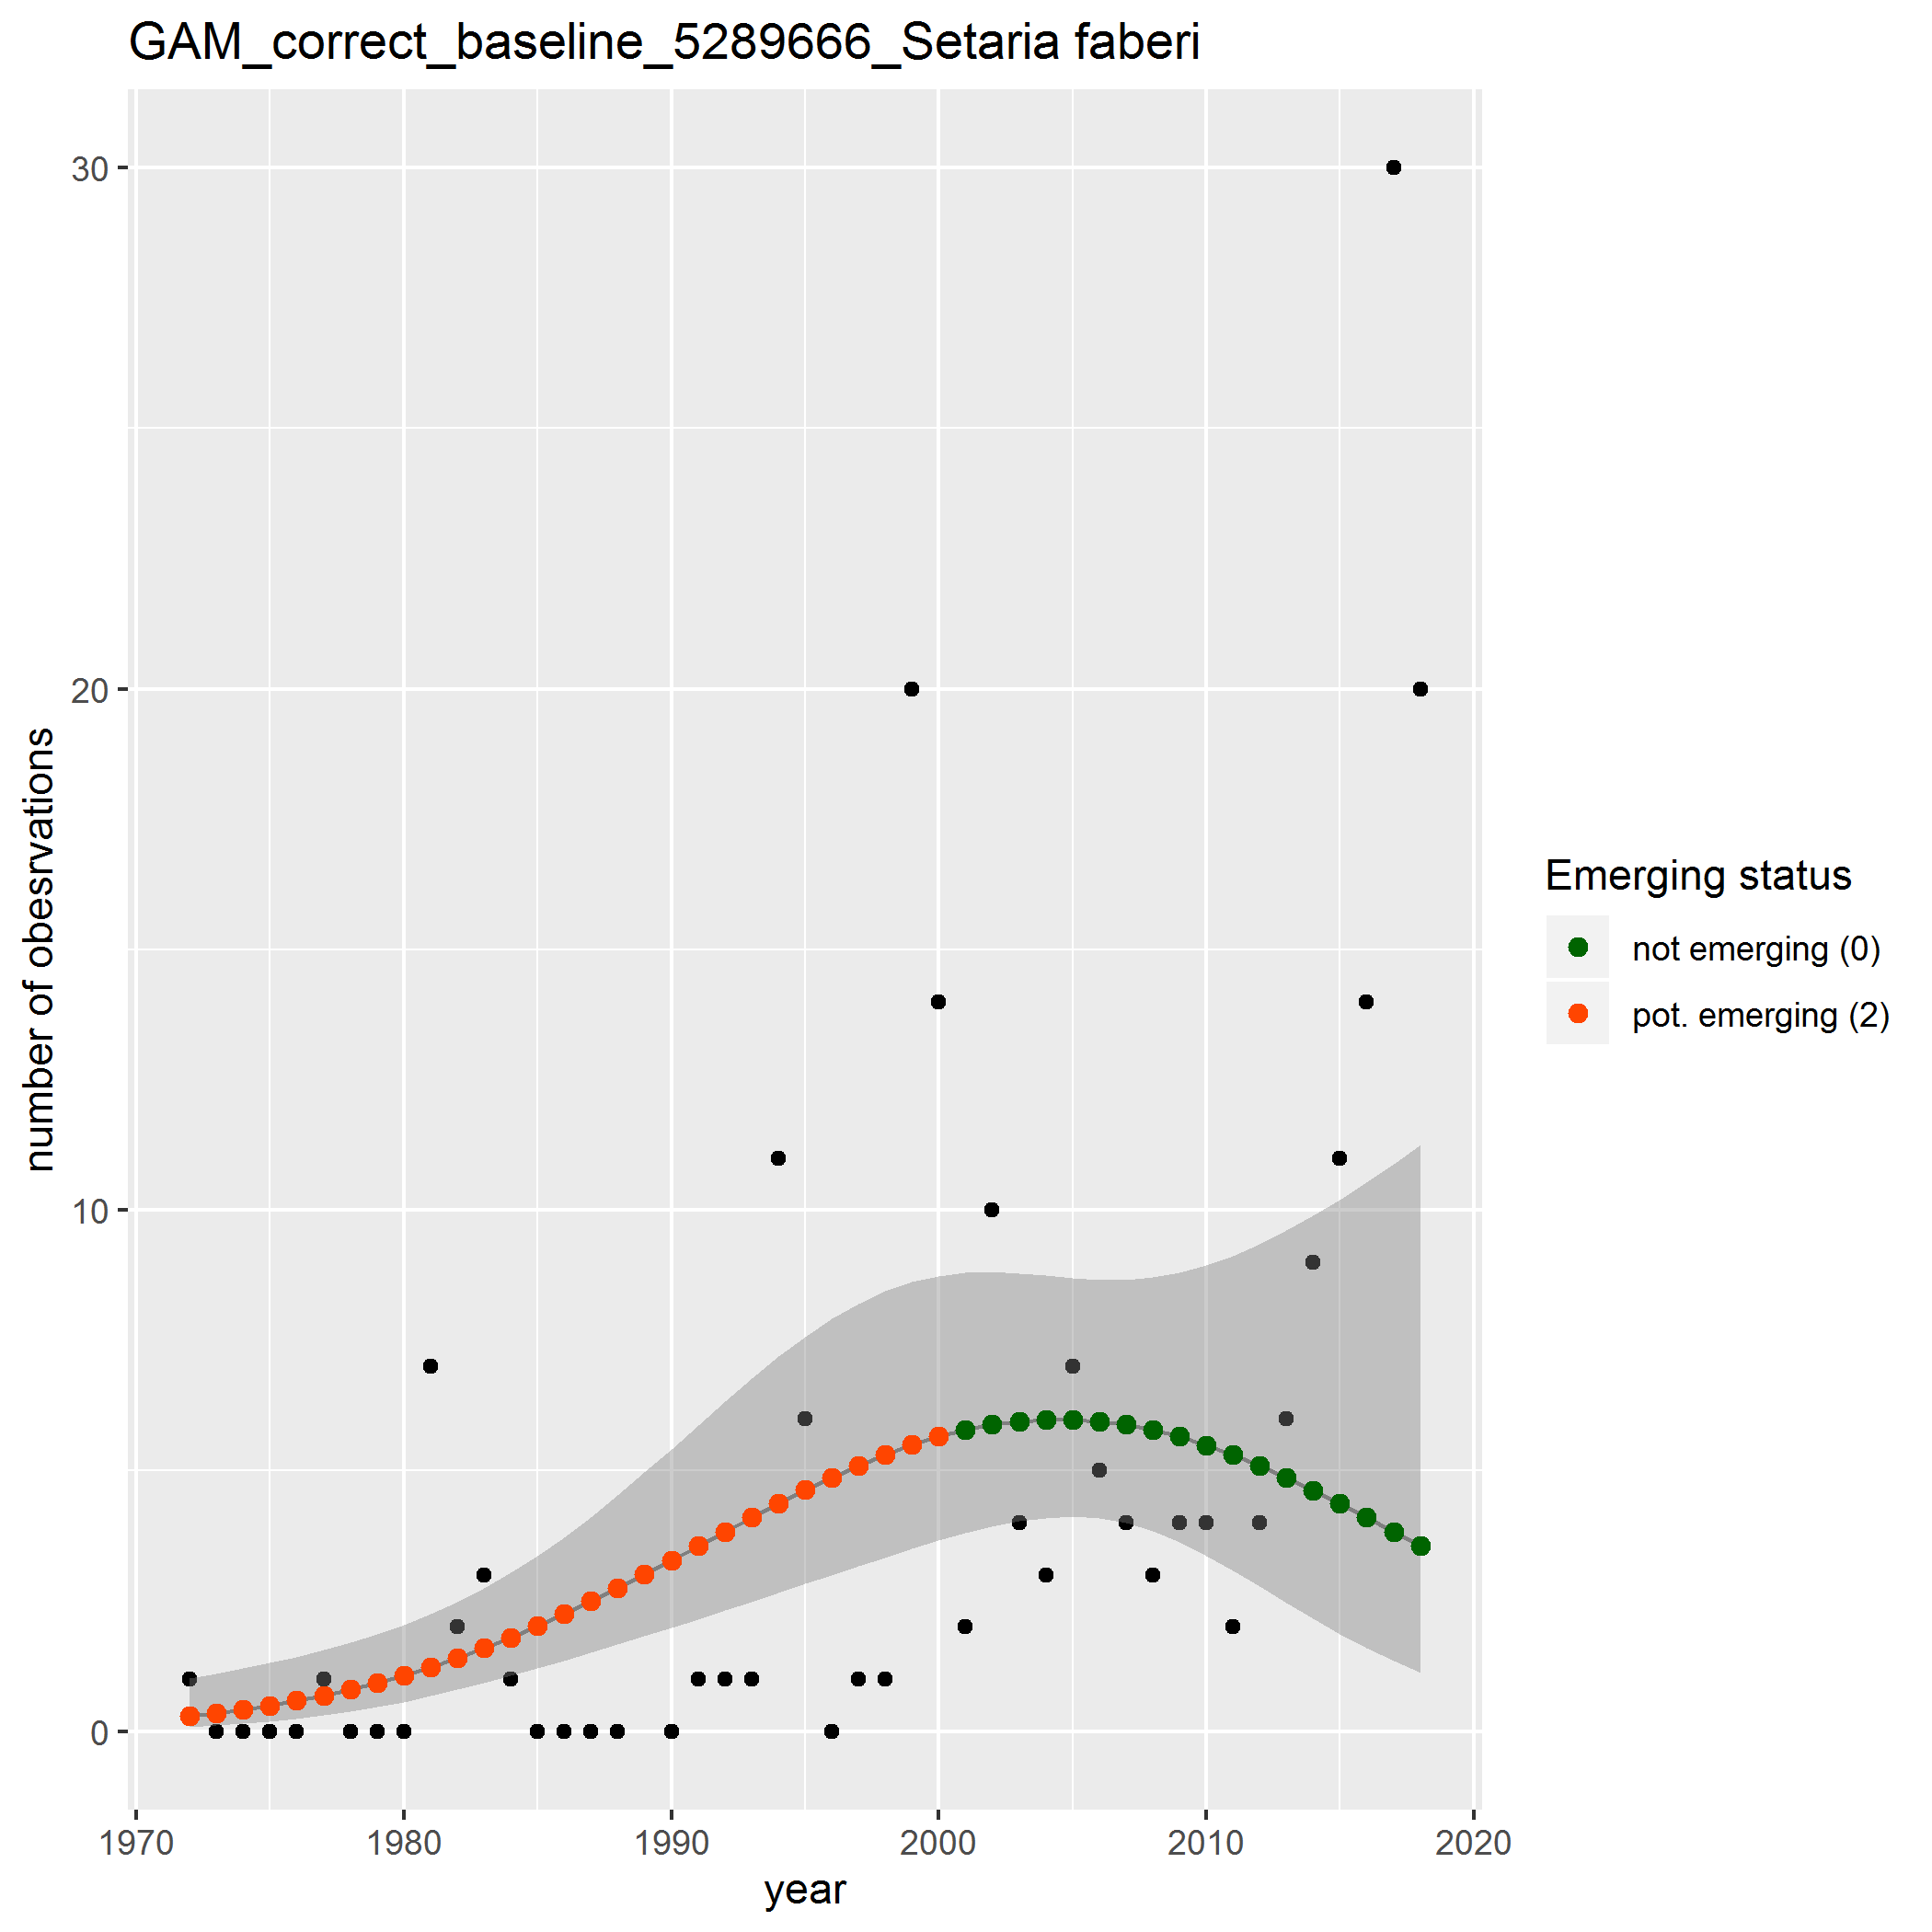 GAM_correct_baseline_5289666_Setaria faberi
30
20
10
0
number of obesrvations
1970
1980
1990
2000
2010
2020
year
Emerging status
not emerging (0)
pot. emerging (2)